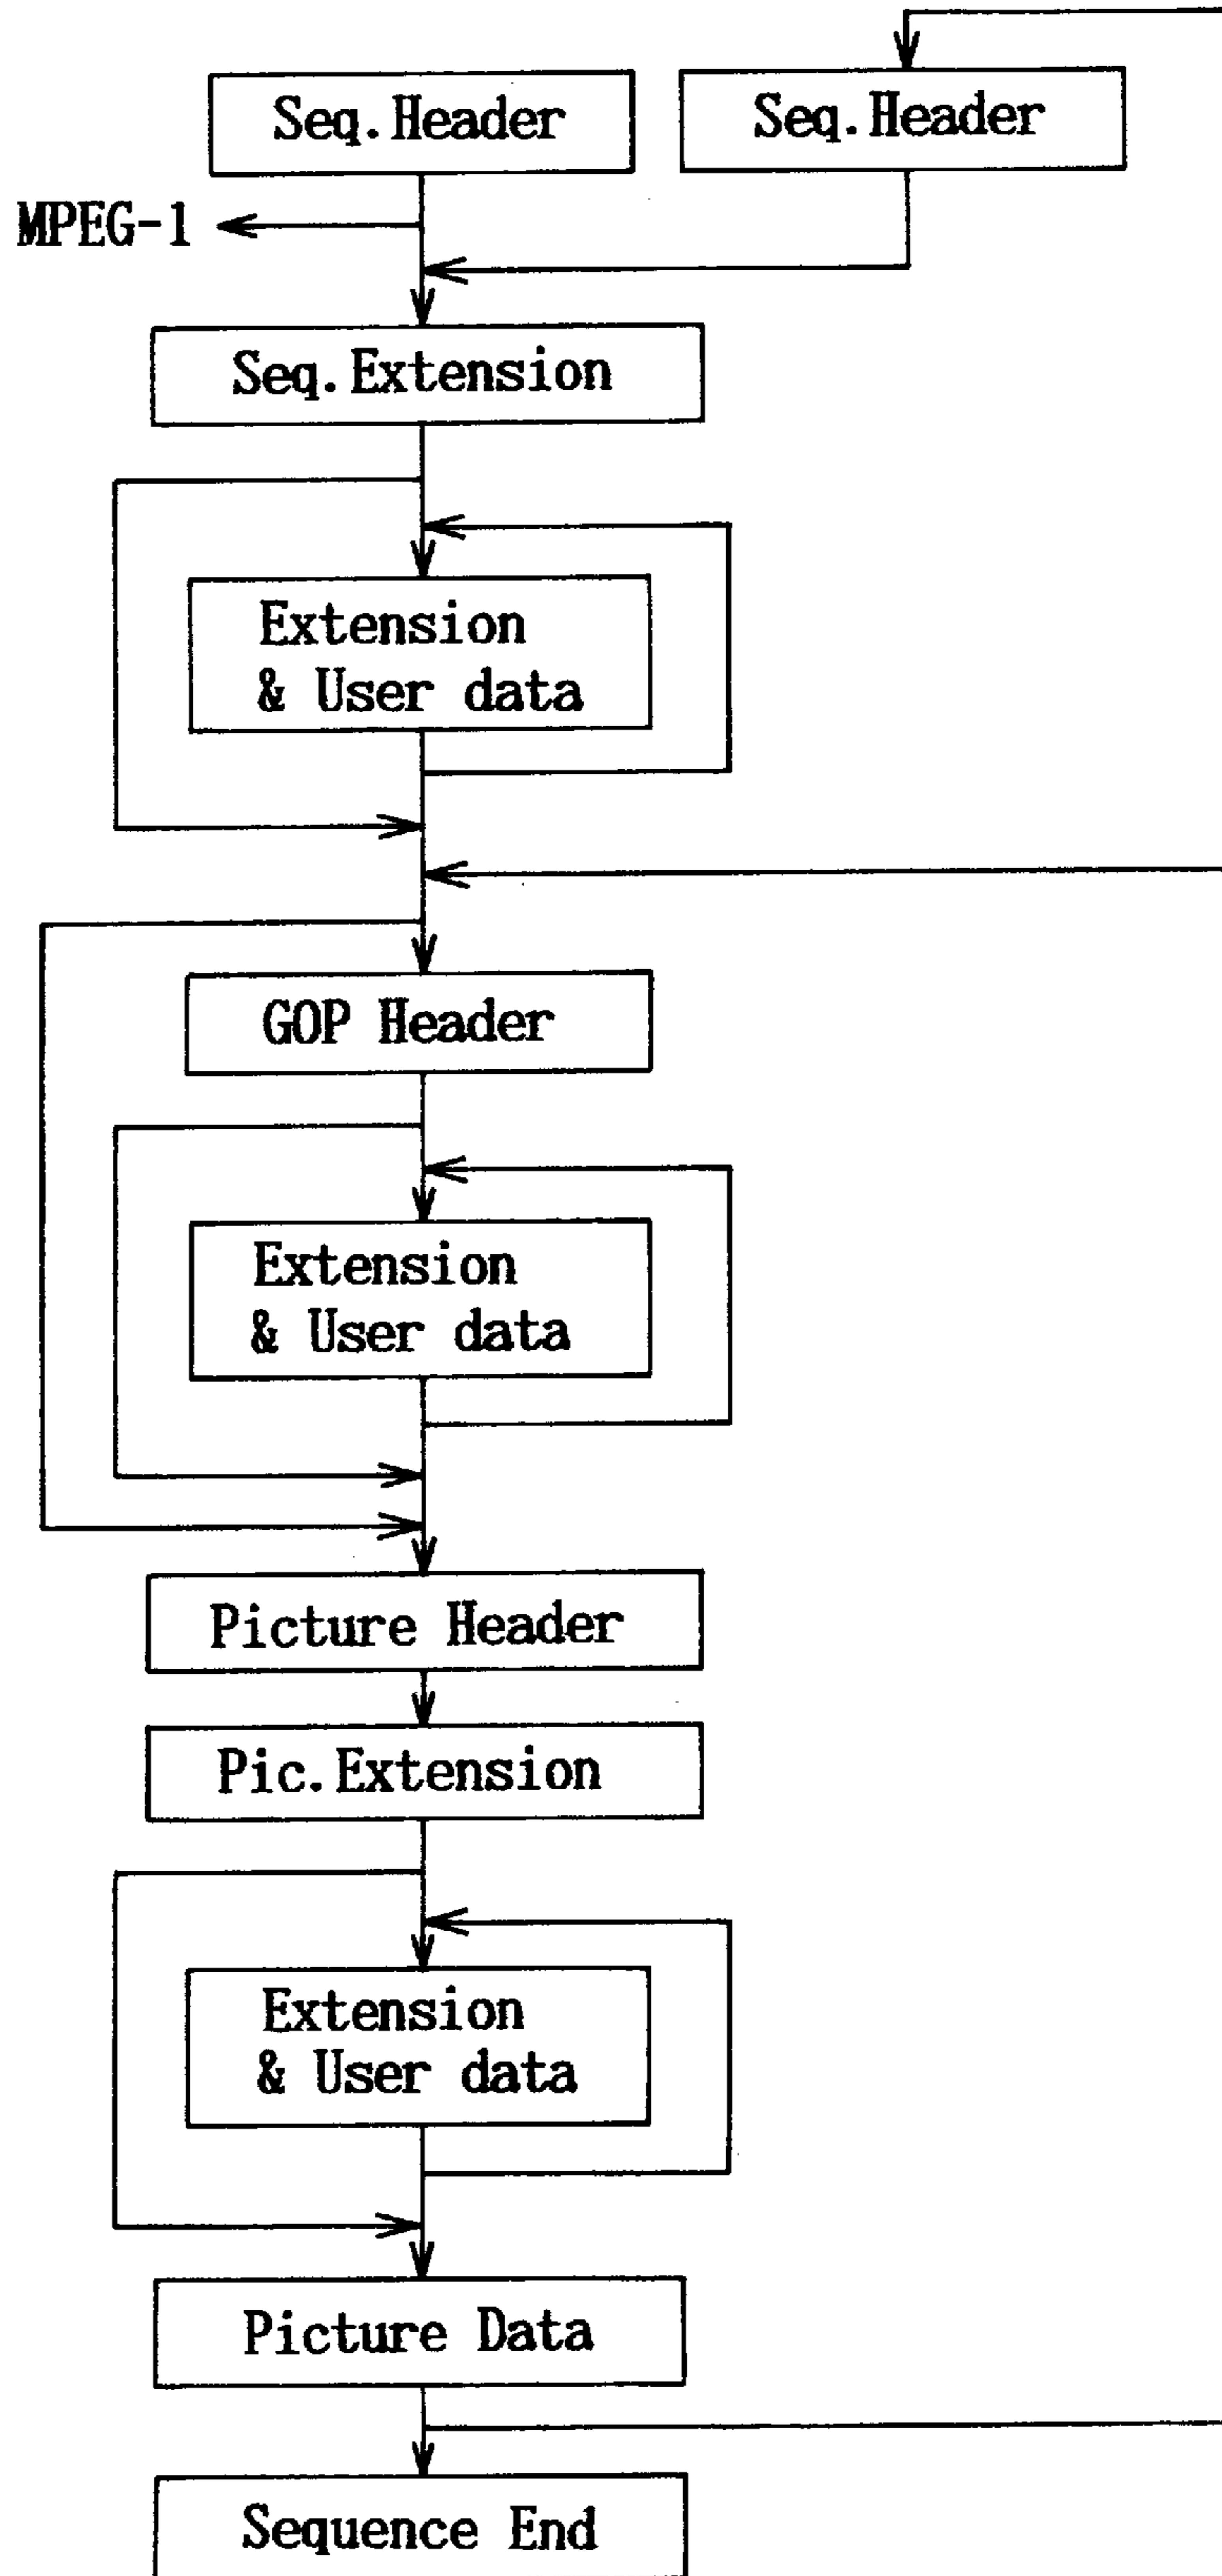 Seq.Header
Seq.Header
MPEG-1
Seq.Extension
Extension
& User data
GOP Header
Extension
& User data
Picture Header
Pic.Extension
Extension
& User data
Picture Data
Sequence End